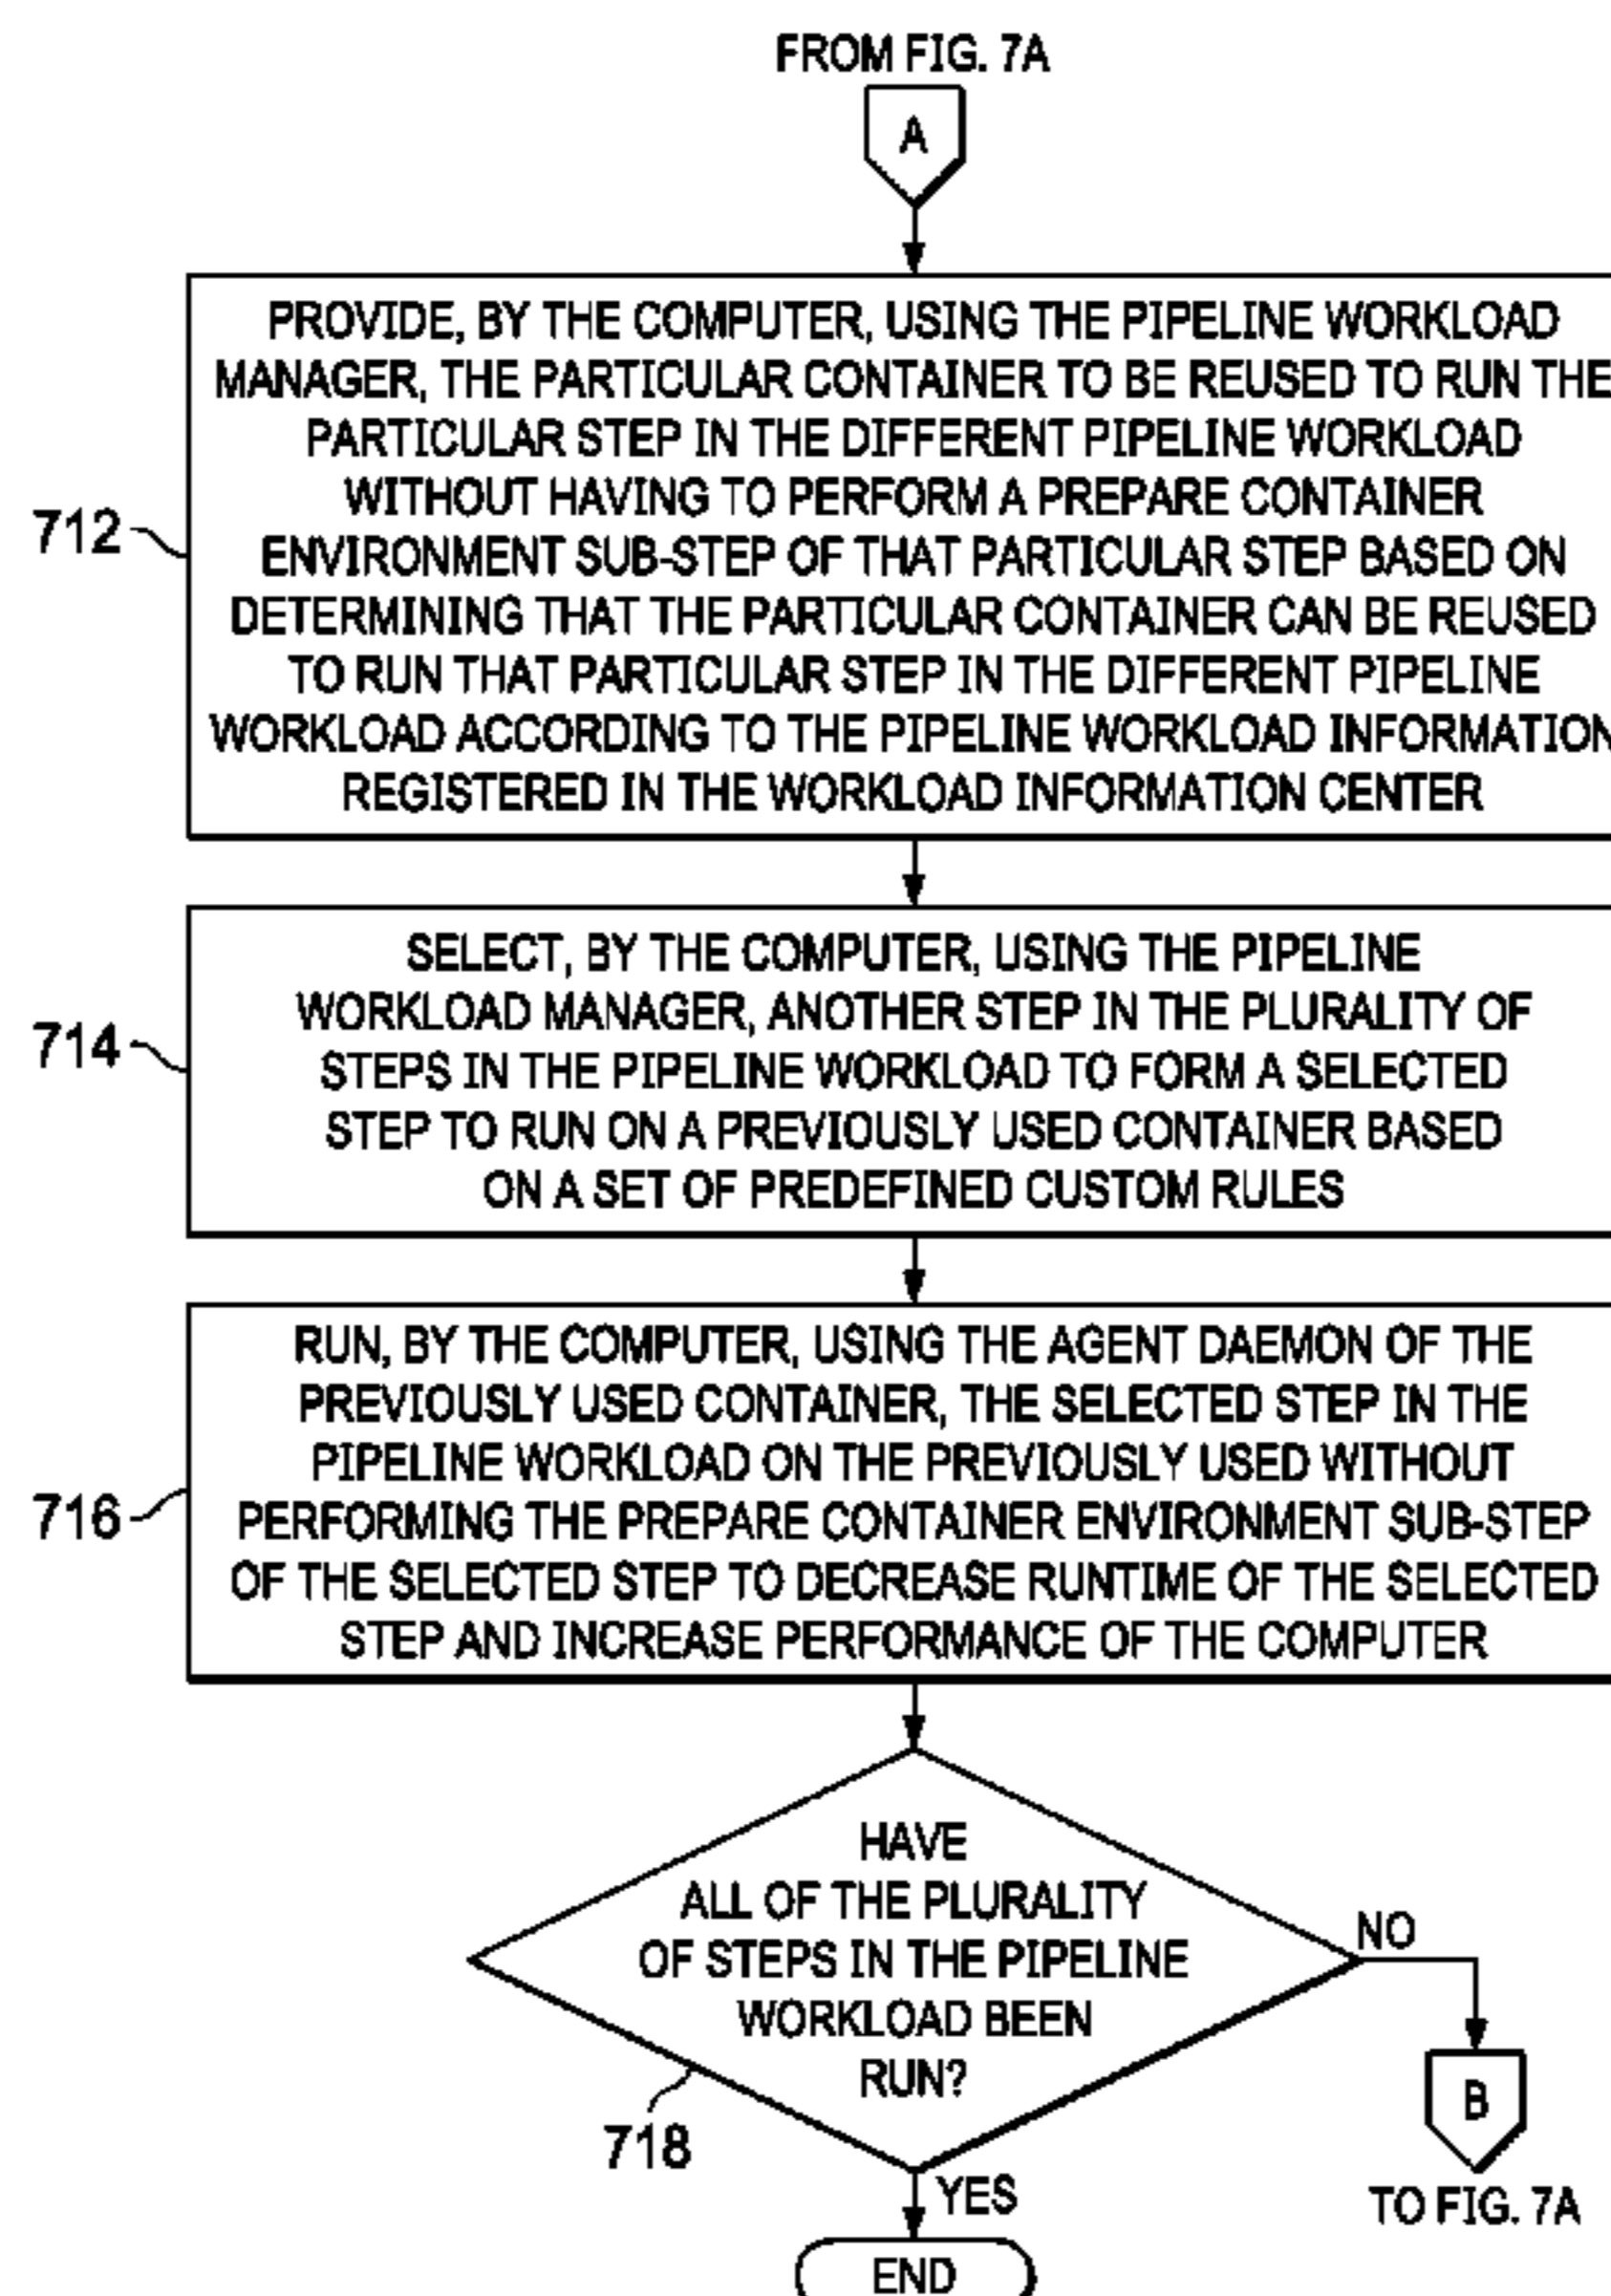 FROM FIG. 7A
A
PROVIDE, BY THE COMPUTER, USING THE PIPELINE WORKLOAD
MANAGER, THE PARTICULAR CONTAINER TO BE REUSED TO RUN THE
PARTICULAR STEP IN THE DIFFERENT PIPELINE WORKLOAD
WITHOUT HAVING TO PERFORM A PREPARE CONTAINER
ENVIRONMENT SUB-STEP OF THAT PARTICULAR STEP BASED ON
DETERMINING THAT THE PARTICULAR CONTAINER CAN BE REUSED
TO RUN THAT PARTICULAR STEP IN THE DIFFERENT PIPELINE
WORKLOAD ACCORDING TO THE PIPELINE WORKLOAD INFORMATION
REGISTERED IN THE WORKLOAD INFORMATION CENTER
712
SELECT, BY THE COMPUTER, USING THE PIPELINE
WORKLOAD MANAGER, ANOTHER STEP IN THE PLURALITY OF
STEPS IN THE PIPELINE WORKLOAD TO FORM A SELECTED
STEP TO RUN ON A PREVIOUSLY USED CONTAINER BASED
ON A SET OF PREDEFINED CUSTOM RULES
714
RUN, BY THE COMPUTER, USING THE AGENT DAEMON OF THE
PREVIOUSLY USED CONTAINER, THE SELECTED STEP IN THE
PIPELINE WORKLOAD ON THE PREVIOUSLY USED WITHOUT
PERFORMING THE PREPARE CONTAINER ENVIRONMENT SUB-STEP
OF THE SELECTED STEP TO DECREASE RUNTIME OF THE SELECTED
STEP AND INCREASE PERFORMANCE OF THE COMPUTER
716
HAVE
ALL OF THE PLURALITY
OF STEPS IN THE PIPELINE
WORKLOAD BEEN
RUN?
718
NO
B
TO FIG. 7A
YES
END